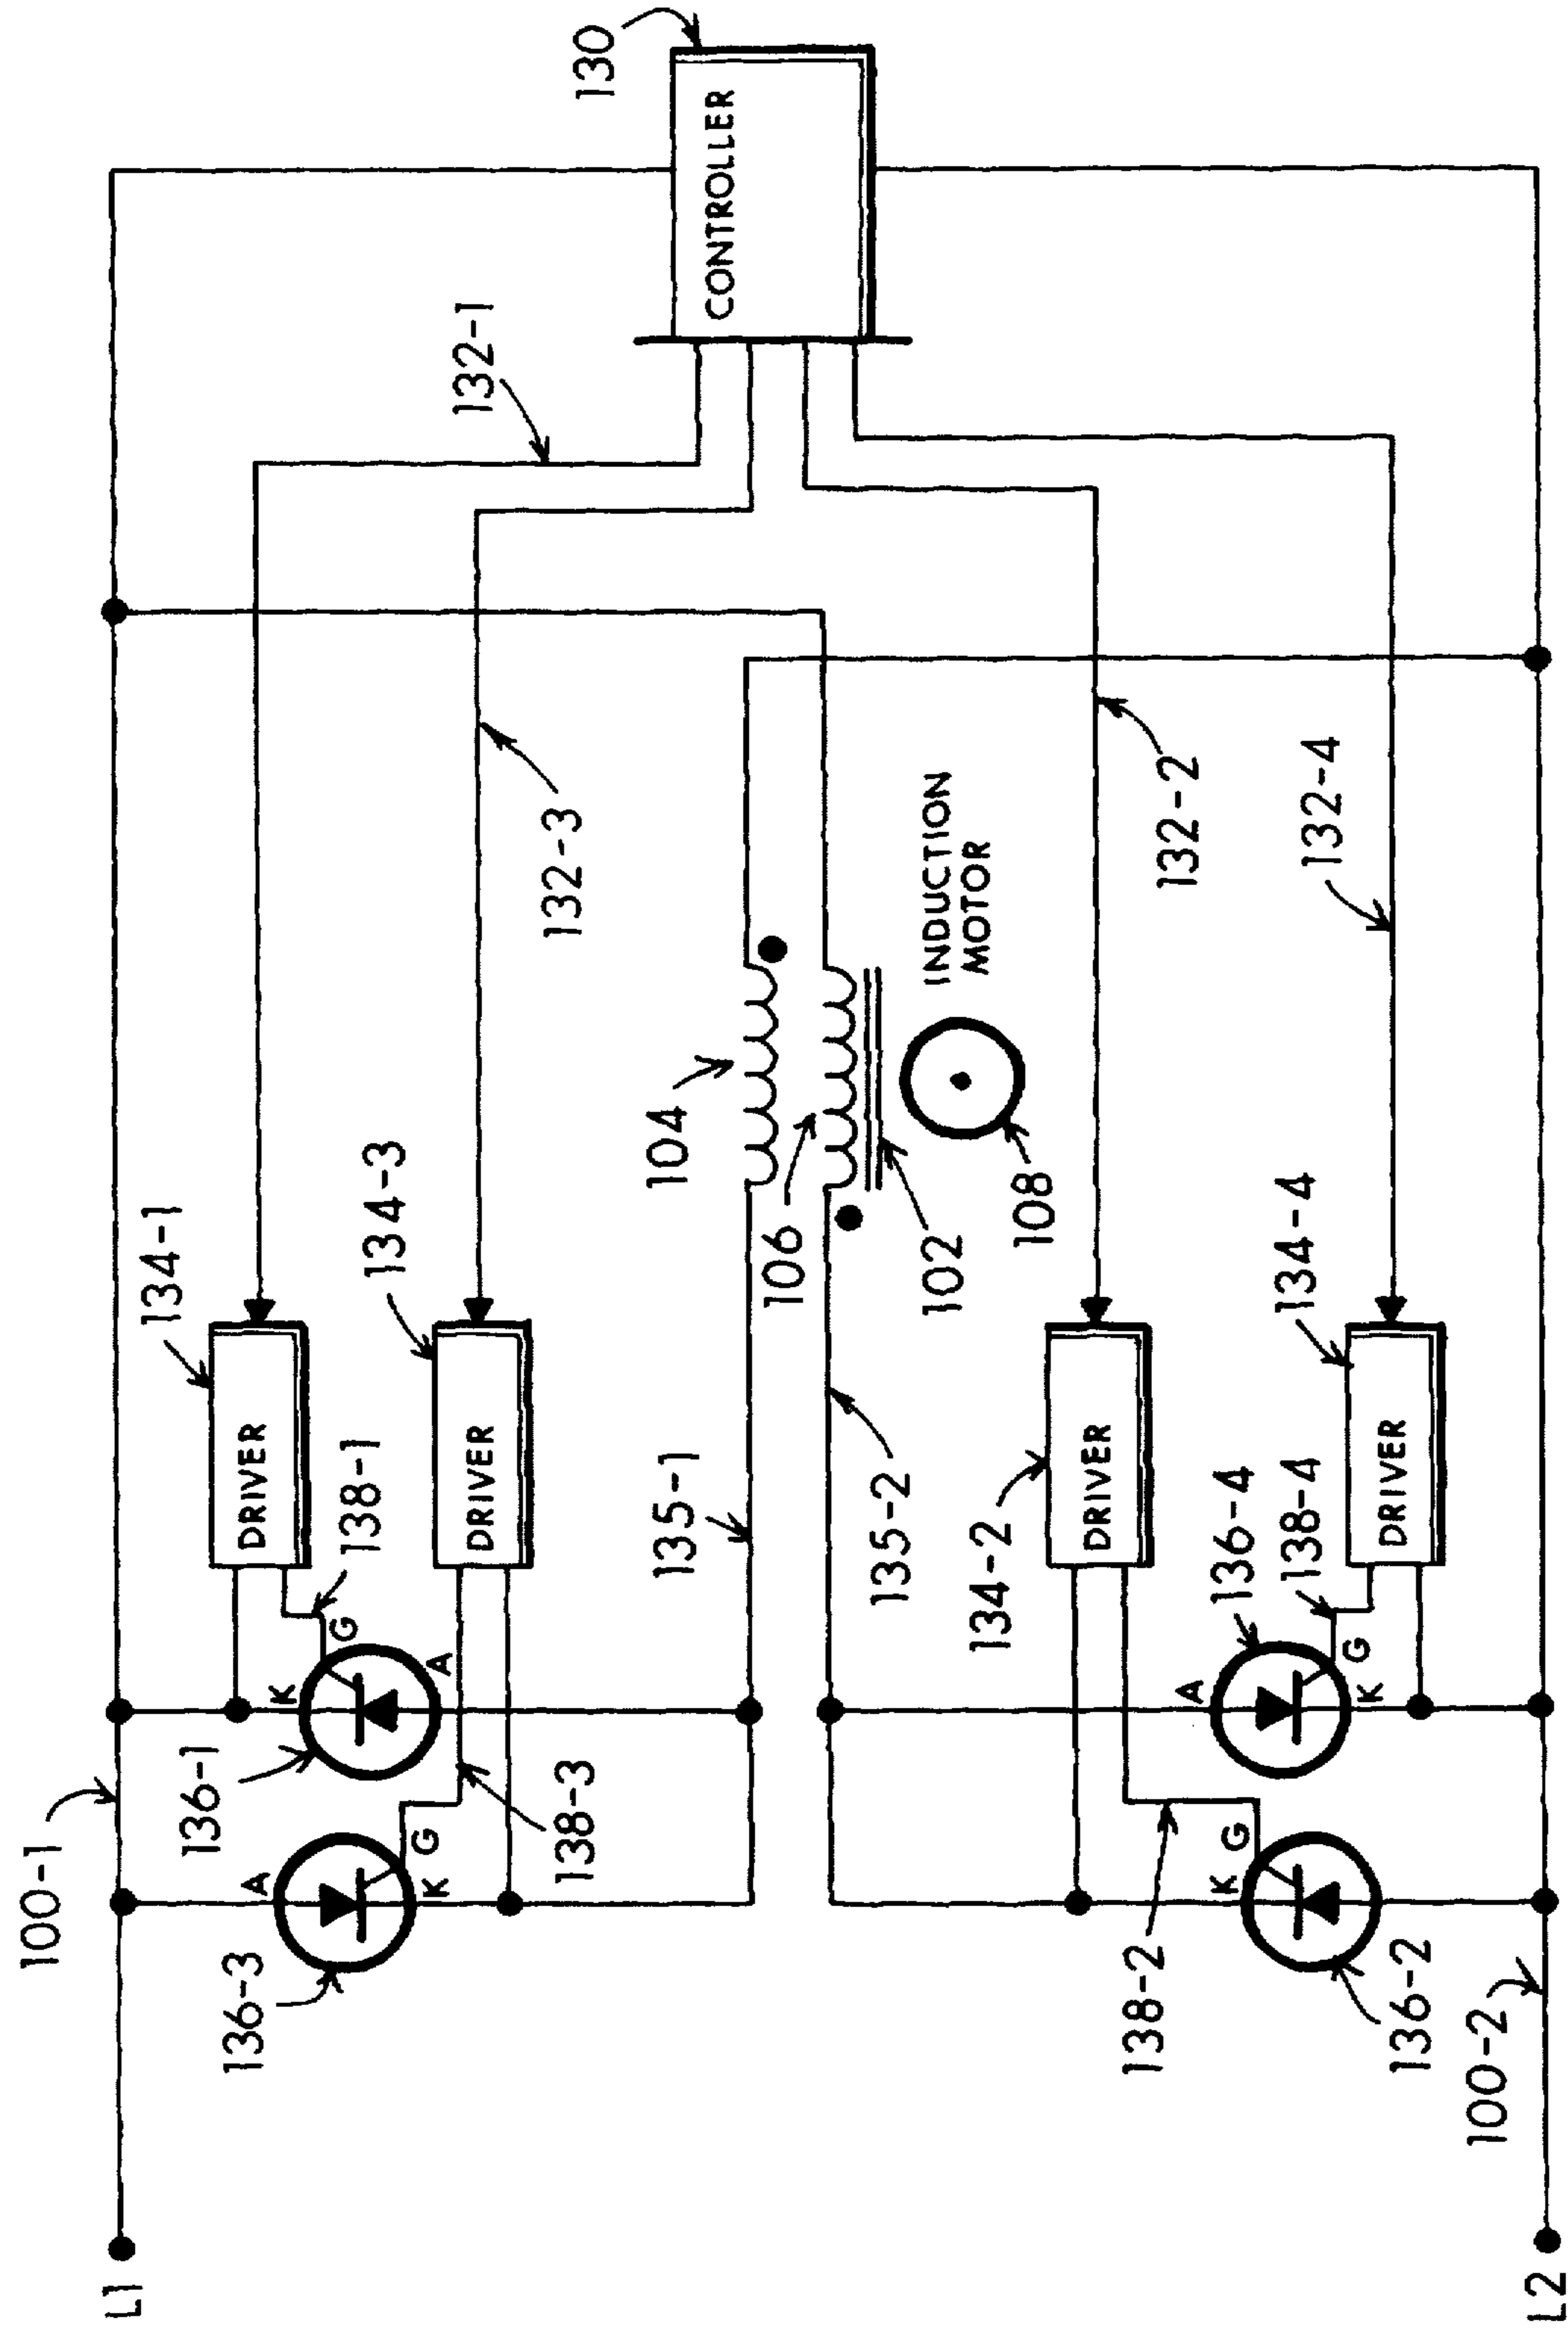 L1
100-1
136-3
A
G
K
138-3
136-1
K
G
A
138-1
DRIVER
134-1
DRIVER
134-3
132-1
132-3
130
CONTROLLER
135-1
104
106
102
108
INDUCTION
MOTOR
135-2
134-2
DRIVER
132-2
136-4
A
G
K
138-4
DRIVER
134-4
132-4
138-2
K
G
136-2
100-2
L2